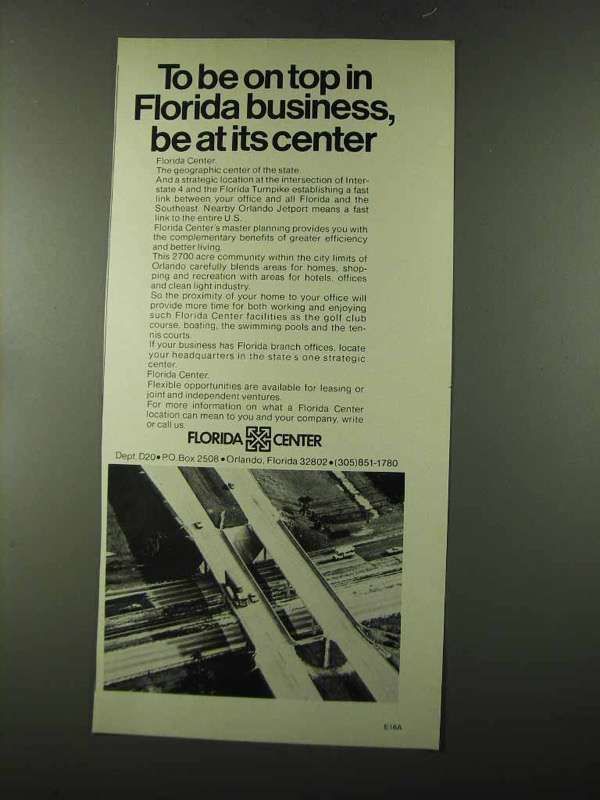 To be on top in
Florida business,
be at its center
Florida Center.
The geographic center of the state.
And a strategic location at the intersection of Inter-
state 4 and the Florida Turnpike establishing a fast
link between your office and all Florida and the
Southeast. Nearby Orlando Jetport means a fast
link to the entire U.S.
Florida Center's master planning provides you with
the complementary benefits of greater efficiency
and better living.
This 2700 acre community within the city limits of
Orlando carefully blends areas for homes, shop-
ping and recreation with areas for hotels, offices
and clean light industry.
So the proximity of your home to your office will
provide more time for both working and enjoying
such Florida Center facilities as the golf club
course, boating, the swimming pools and the ten-
nis courts.
If your business has Florida branch offices, locate
your headquarters in the state's one strategic
center.
Florida Center.
Flexible opportunities are available for leasing or
joint and independent ventures.
For more information on what a Florida Center
location can mean to you and your company, write
or call us.
FLORIDA CENTER
Dept. D20•P.O. Box 2508•Orlando, Florida 32802•(305)851-1780
E16A